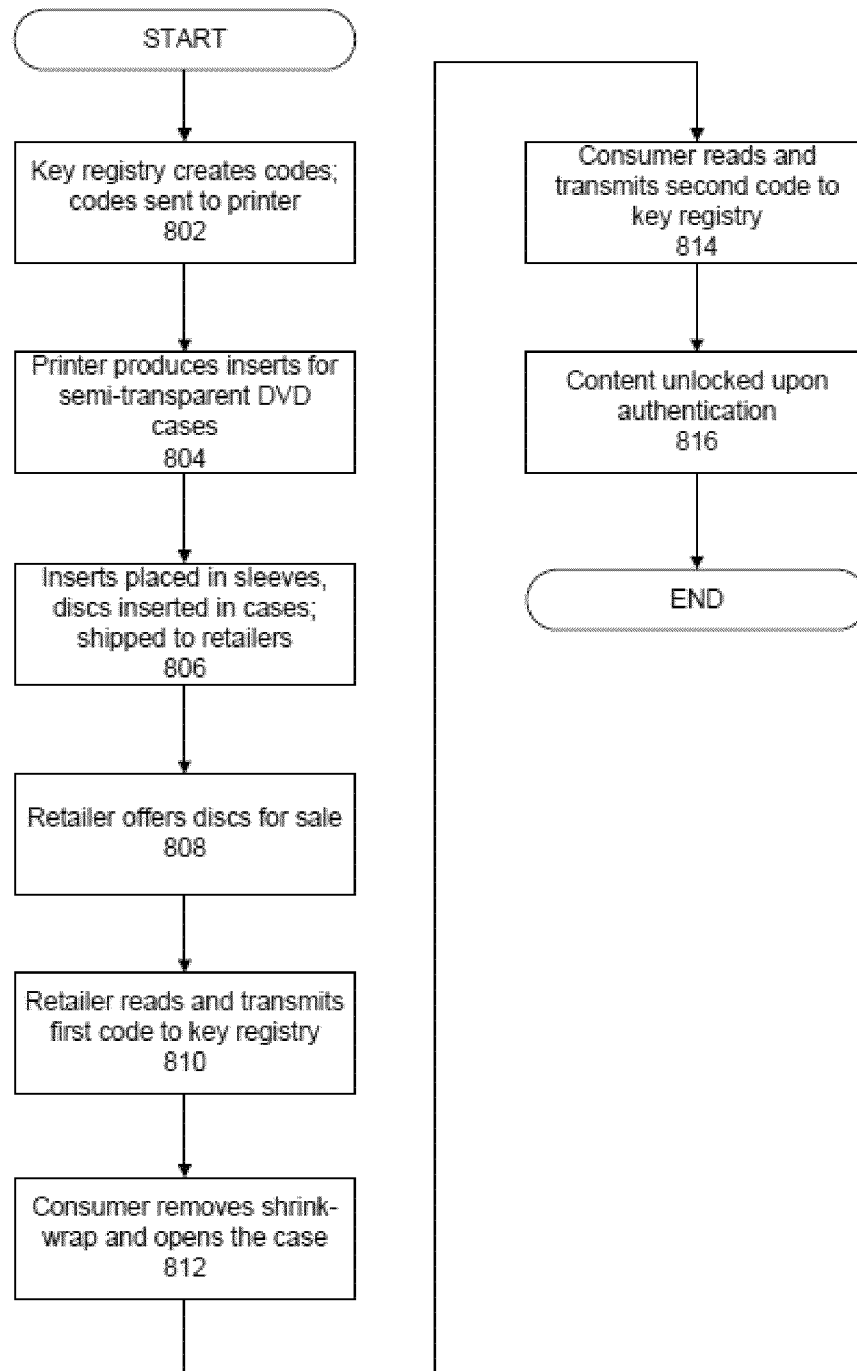 START
Key registry creates codes;
codes sent to printer
802
Printer produces inserts for
semi-transparent DVD
cases
804
Inserts placed in sleeves,
discs inserted in cases;
shipped to retailers
806
Retailer offers discs for sale
808
Retailer reads and transmits
first code to key registry
810
Consumer removes shrink-
wrap and opens the case
812
Consumer reads and
transmits second code to
key registry
814
Content unlocked upon
authentication
816
END